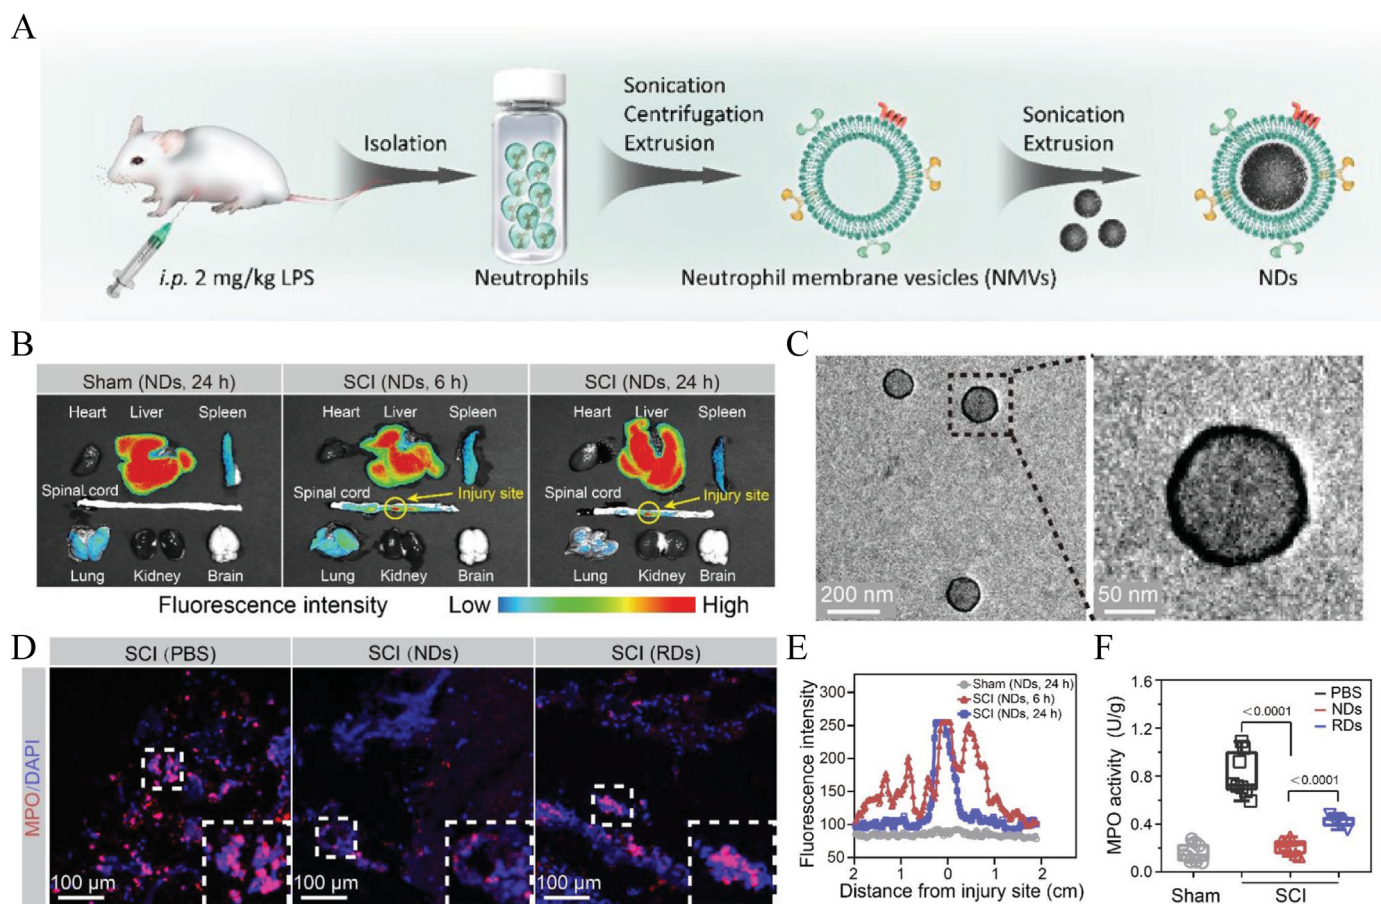 A
Isolation
Sonication
Centrifugation
Extrusion
Sonication
Extrusion
i.p. 2 mg/kg LPS
Neutrophils
Neutrophil membrane vesicles (NMVs)
NDs
B
Sham (NDs, 24 h)
SCI (NDs, 6 h)
SCI (NDs, 24 h)
Heart Liver Spleen
Heart Liver Spleen
Heart Liver Spleen
Spinal cord
Spinal cord
Injury site
Spinal cord
Injury site
Lung Kidney Brain
Lung Kidney Brain
Lung Kidney Brain
Fluorescence intensity Low High
C
200 nm
50 nm
D
SCI (PBS)
SCI (NDs)
SCI (RDs)
MPO/DAPI
100 µm
100 µm
100 µm
E
Fluorescence intensity
300
250
200
150
100
50
Sham (NDs, 24 h)
SCI (NDs, 6 h)
SCI (NDs, 24 h)
2 1 0 1 2
Distance from injury site (cm)
F
MPO activity (U/g)
1.6
1.2
0.8
0.4
0.0
PBS
NDs
RDs
<0.0001
<0.0001
Sham
SCI